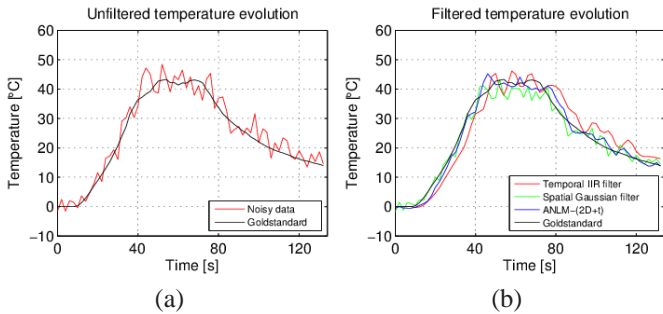 Unfiltered temperature evolution
60
50
40
30
20
10
0
−10
0 40 80 120
Temperature [ºC]
Time [s]
Noisy data
Goldstandard
(a)
Filtered temperature evolution
60
50
40
30
20
10
0
−10
0 40 80 120
Temperature [ºC]
Time [s]
Temporal IIR filter
Spatial Gaussian filter
ANLM−(2D+t)
Goldstandard
(b)